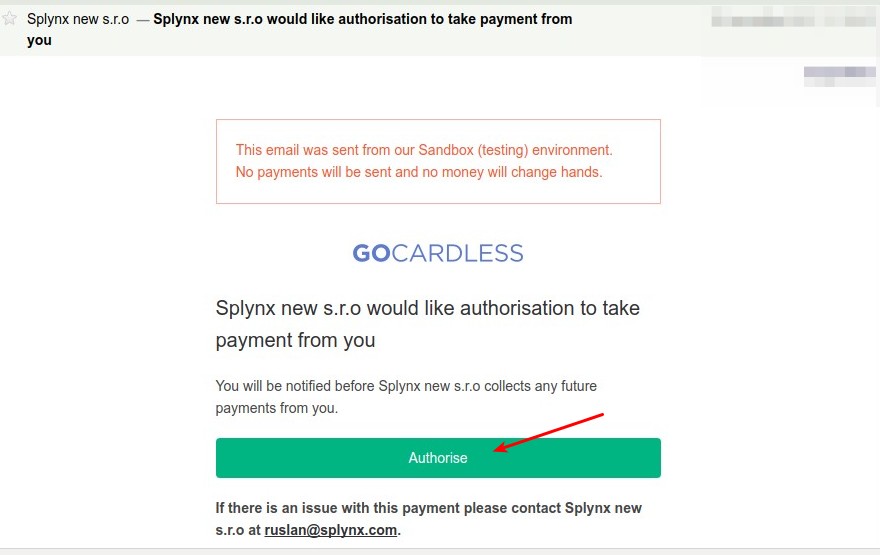 Splynx new s.r.o — Splynx new s.r.o would like authorisation to take payment from
you
This email was sent from our Sandbox (testing) environment.
No payments will be sent and no money will change hands.
GOCARDLESS
Splynx new s.r.o would like authorisation to take
payment from you
You will be notified before Splynx new s.r.o collects any future
payments from you.
Authorise
If there is an issue with this payment please contact Splynx new
s.r.o at ruslan@splynx.com.